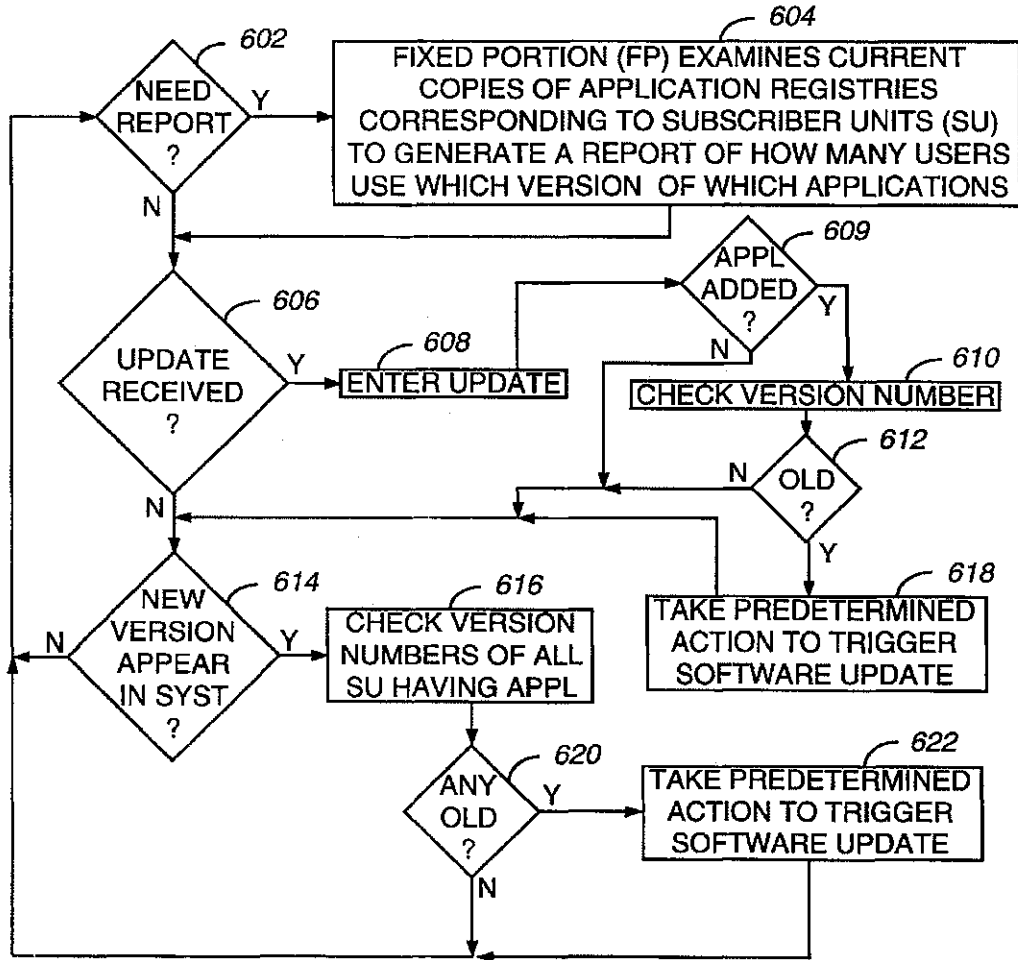 602
NEED
REPORT
?
Y
N
604
FIXED PORTION (FP) EXAMINES CURRENT
COPIES OF APPLICATION REGISTRIES
CORRESPONDING TO SUBSCRIBER UNITS (SU)
TO GENERATE A REPORT OF HOW MANY USERS
USE WHICH VERSION OF WHICH APPLICATIONS
606
UPDATE
RECEIVED
?
Y
N
608
ENTER UPDATE
609
APPL
ADDED
?
Y
N
610
CHECK VERSION NUMBER
612
OLD
?
N
Y
618
TAKE PREDETERMINED
ACTION TO TRIGGER
SOFTWARE UPDATE
614
NEW
VERSION
APPEAR
IN SYST
?
N
Y
616
CHECK VERSION
NUMBERS OF ALL
SU HAVING APPL
620
ANY
OLD
?
Y
N
622
TAKE PREDETERMINED
ACTION TO TRIGGER
SOFTWARE UPDATE